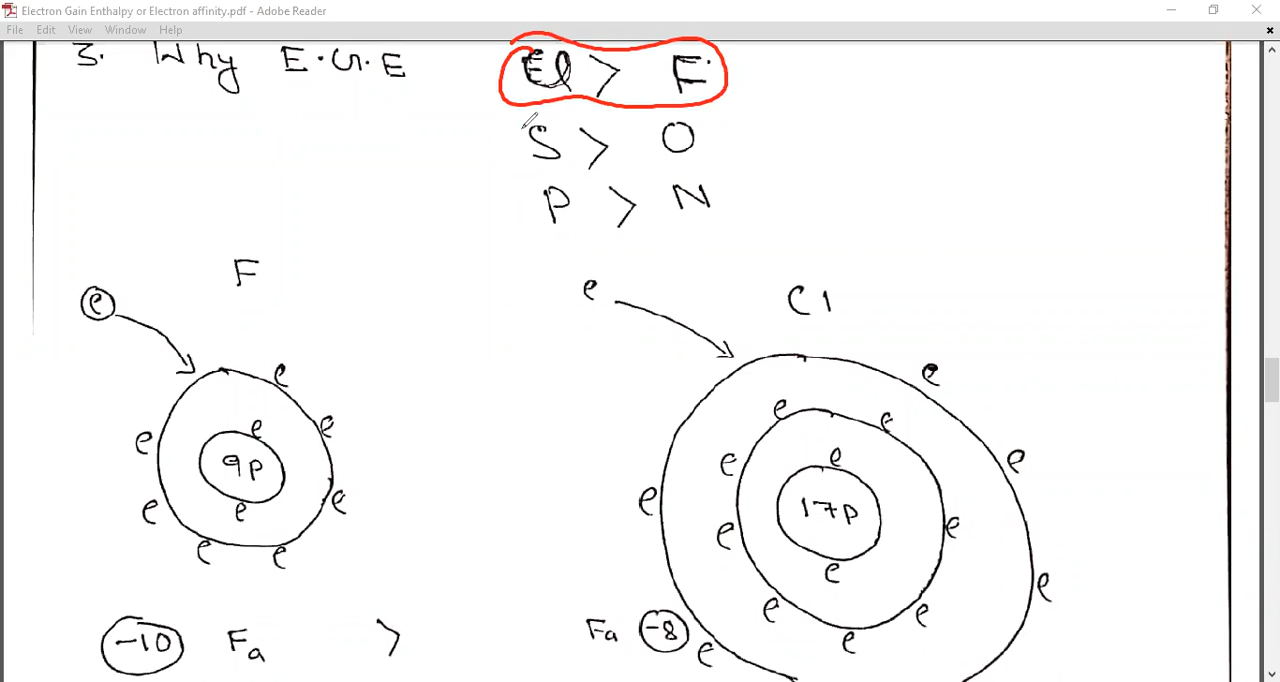 Electron Gain Enthalpy or Electron affinity.pdf - Adobe Reader
File Edit View Window Help
3. Why E.G.E Cl > F
S > O
P > N
F
e
e
Cl
e
e
e
e
e
e
e
9p
e
e
e
e
e
e
e
e
e
e
17p
e
e
e
e
e
e
e
e
-10 Fa > Fa -8
e